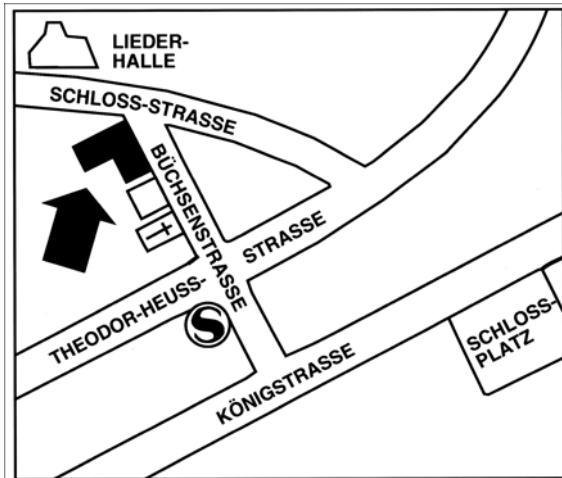 LIEDER-
HALLE
SCHLOSS-STRASSE
BÜCHSENSTRASSE
THEODOR-HEUSS- STRASSE
S
KÖNIGSTRASSE
SCHLOSS-
PLATZ